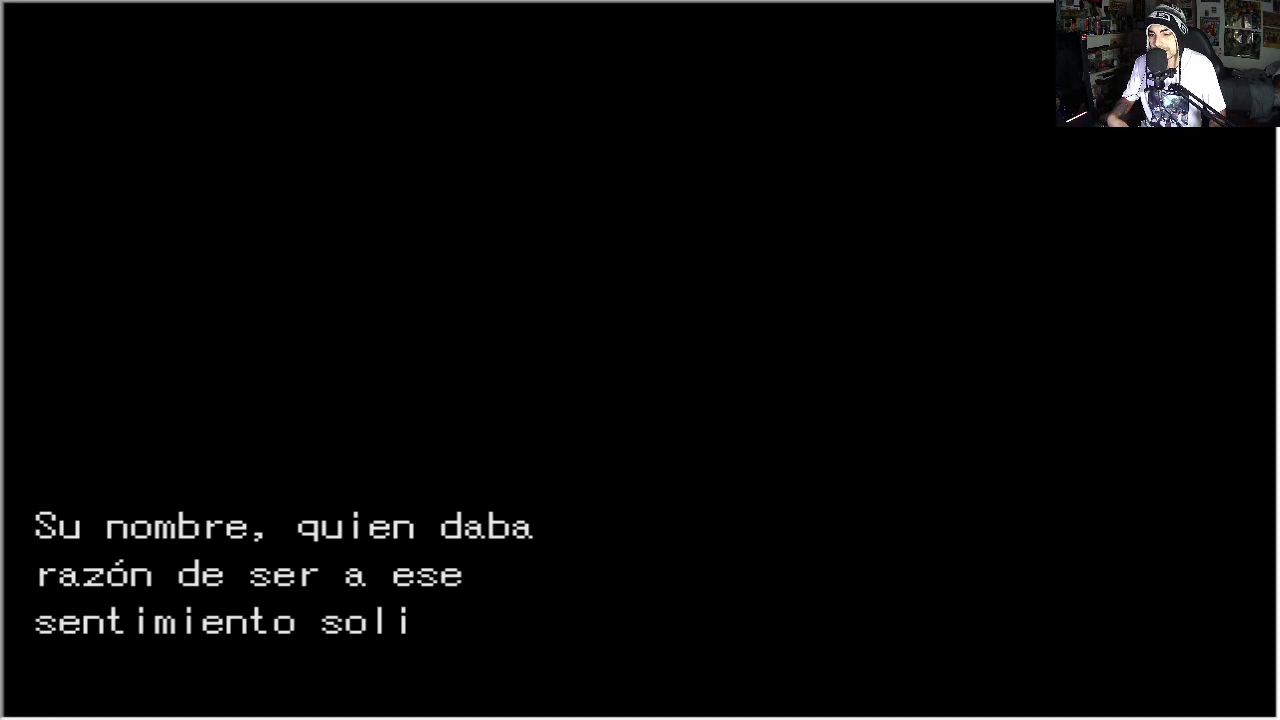 Su nombre, quien daba
razón de ser a ese
sentimiento soli